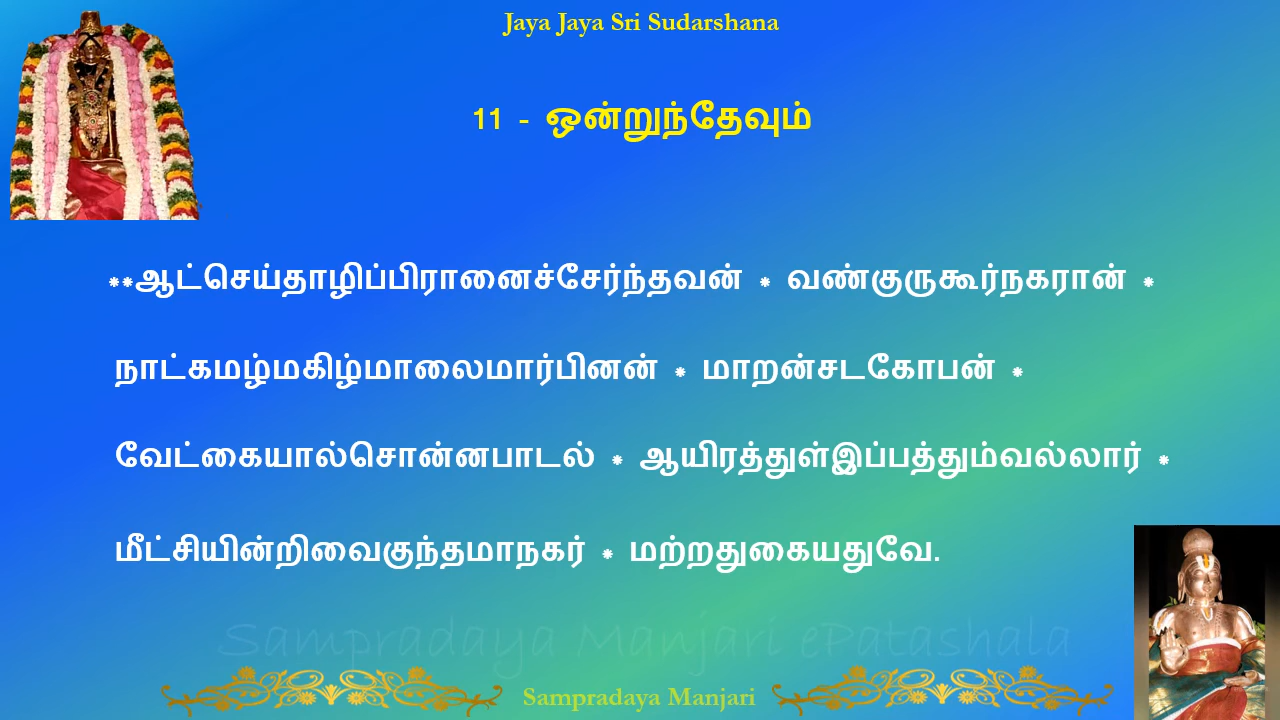 Jaya Jaya Sri Sudarshana
11 - ஒன்றுந்தேவும்
**ஆட்செய்தாழிப்பிரானைச்சேர்ந்தவன் * வண்குருகூர்நகரான் *
நாட்கமழ்மகிழ்மாலைமார்பினன் * மாறன்சடகோபன் *
வேட்கையால்சொன்னபாடல் * ஆயிரத்துள்இப்பத்தும்வல்லார் *
மீட்சியின்றிவைகுந்தமாநகர் * மற்றதுகையதுவே.
Sampradaya Manjari ePatashala
Sampradaya Manjari